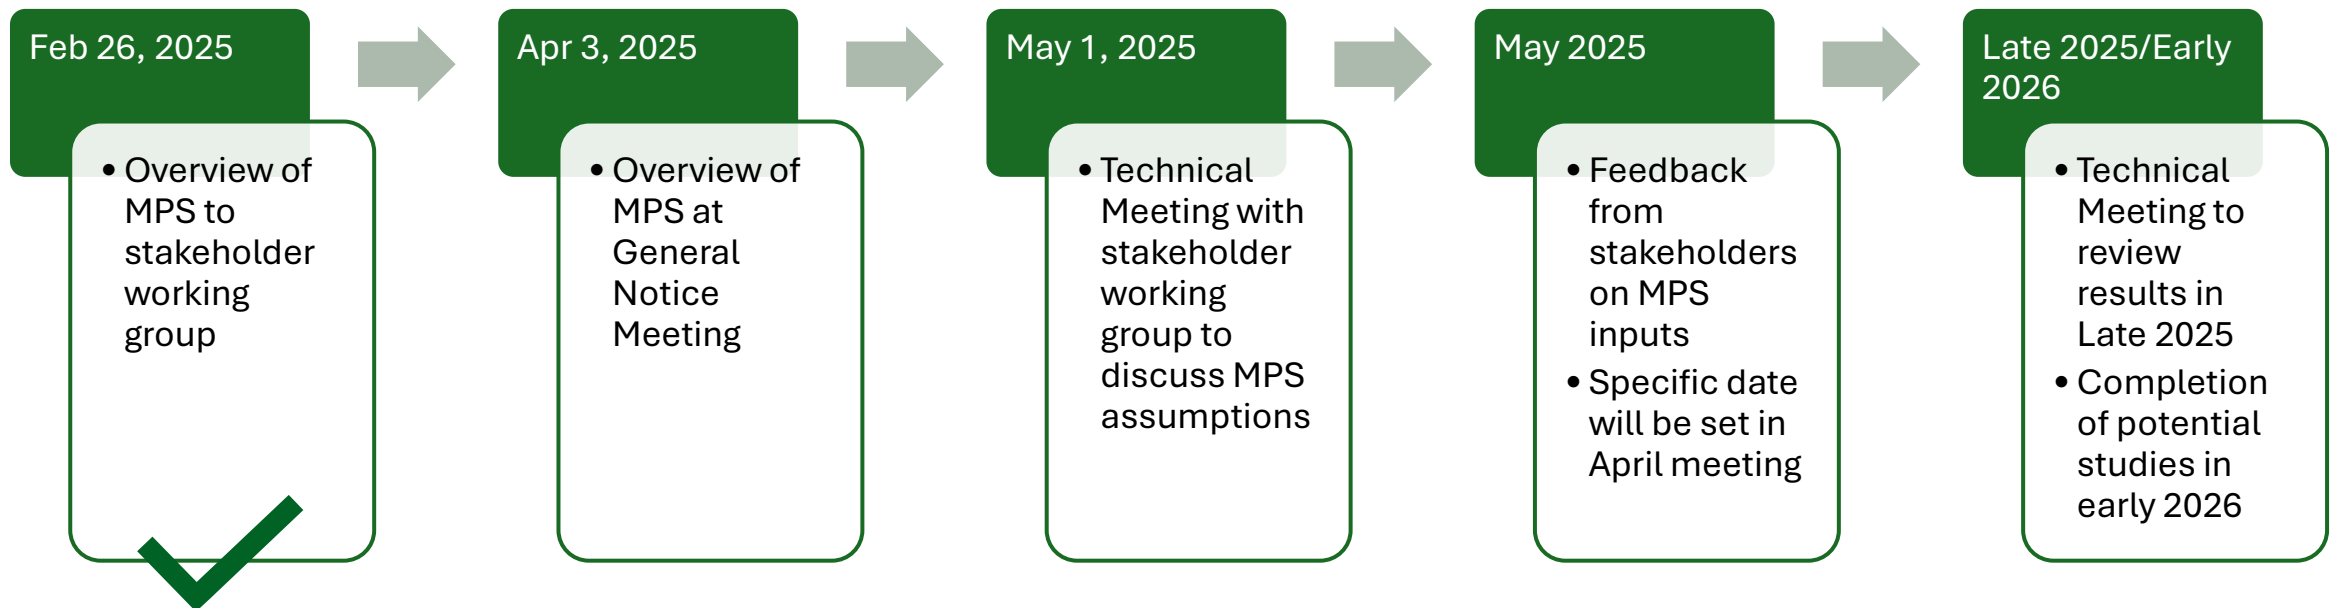 Feb 26, 2025
• Overview of
MPS to
stakeholder
working
group
Apr 3, 2025
• Overview of
MPS at
General
Notice
Meeting
May 1, 2025
• Technical
Meeting with
stakeholder
working
group to
discuss MPS
assumptions
May 2025
• Feedback
from
stakeholders
on MPS
inputs
• Specific date
will be set in
April meeting
Late 2025/Early
2026
• Technical
Meeting to
review
results in
Late 2025
• Completion
of potential
studies in
early 2026